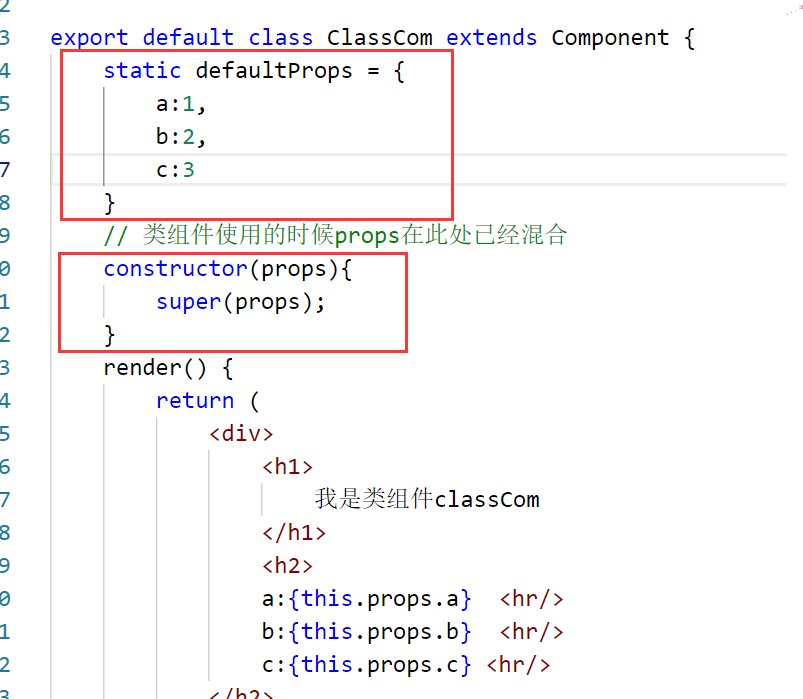 2
3 export default class ClassCom extends Component {
4 static defaultProps = {
5 a:1,
6 b:2,
7 c:3
8 }
9 // 类组件使用的时候props在此处已经混合
0 constructor(props){
1 super(props);
2 }
3 render() {
4 return (
5 <div>
6 <h1>
7 我是类组件classCom
8 </h1>
9 <h2>
0 a:{this.props.a} <hr/>
1 b:{this.props.b} <hr/>
2 c:{this.props.c} <hr/>
3 </h2>